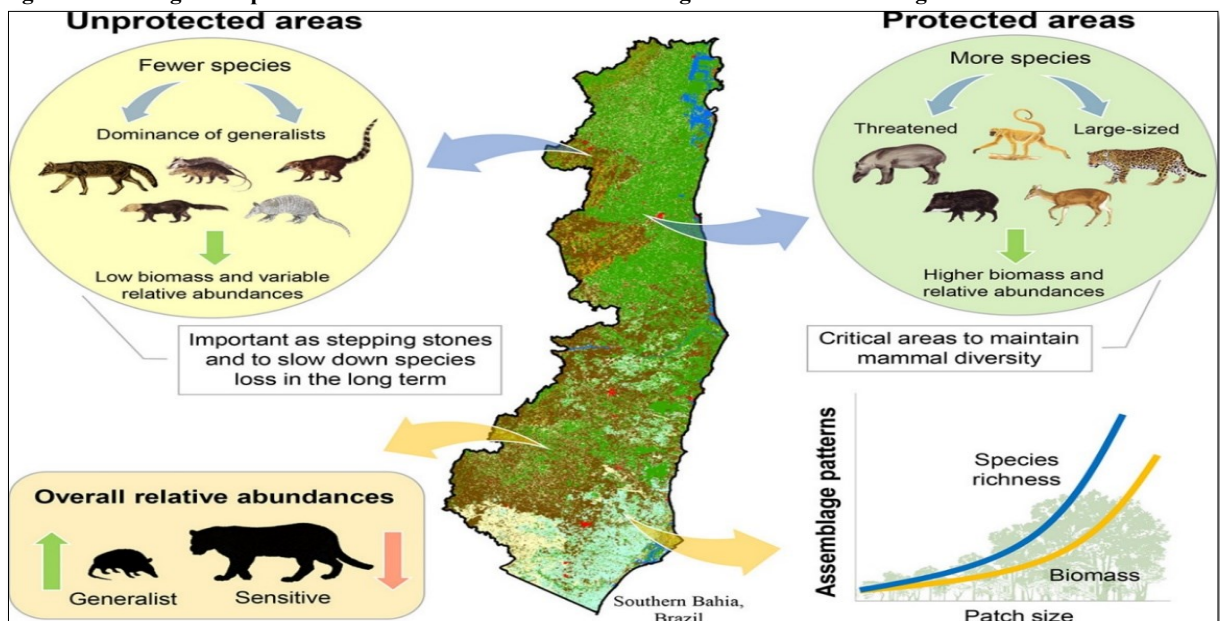 Unprotected areas
Fewer species
Dominance of generalists
Low biomass and variable
relative abundances
Important as stepping stones
and to slow down species
loss in the long term
Protected areas
More species
Threatened
Large-sized
Higher biomass and
relative abundances
Critical areas to maintain
mammal diversity
Overall relative abundances
Generalist
Sensitive
Southern Bahia,
Brazil
Assemblage patterns
Species
richness
Biomass
Patch size